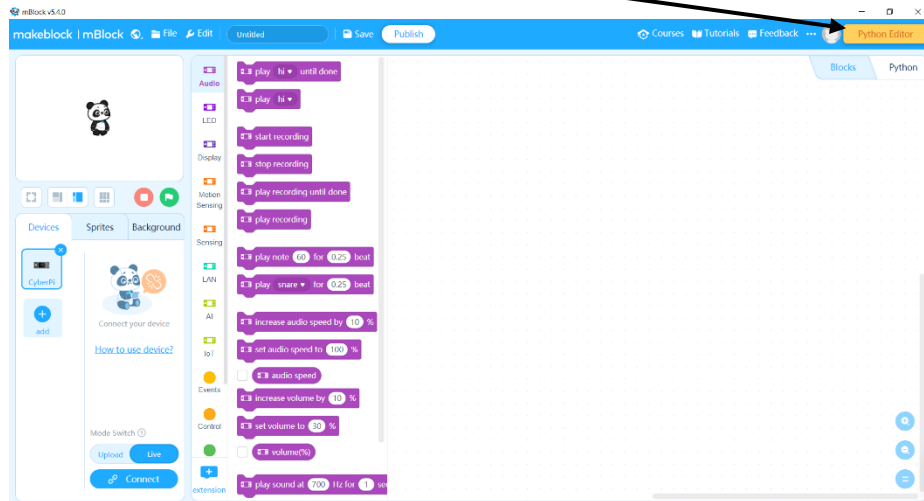 mBlock v5.4.0
makeblock | mBlock File Edit Untitled Save Publish Courses Tutorials Feedback ... Python Editor
Blocks Python
Audio
LED
Display
Motion
Sensing
Sensing
LAN
AI
IoT
Events
Control
extension
play hi until done
play hi
start recording
stop recording
play recording until done
play recording
play note 60 for 0.25 beat
play snare for 0.25 beat
increase audio speed by 10 %
set audio speed to 100 %
audio speed
increase volume by 10 %
set volume to 30 %
volume(%)
play sound at 700 Hz for 1 se
Devices Sprites Background
CyberPi
add
Connect your device
How to use device?
Mode Switch ?
Upload Live
Connect